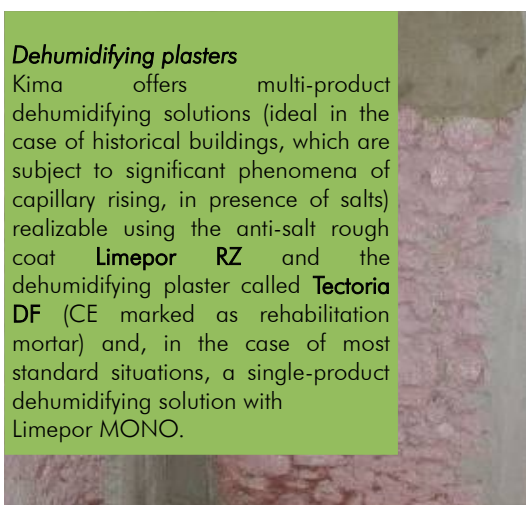 Dehumidifying plasters
Kima offers multi-product
dehumidifying solutions (ideal in the
case of historical buildings, which are
subject to significant phenomena of
capillary rising, in presence of salts)
realizable using the anti-salt rough
coat Limepor RZ and the
dehumidifying plaster called Tectoria
DF (CE marked as rehabilitation
mortar) and, in the case of most
standard situations, a single-product
dehumidifying solution with
Limepor MONO.